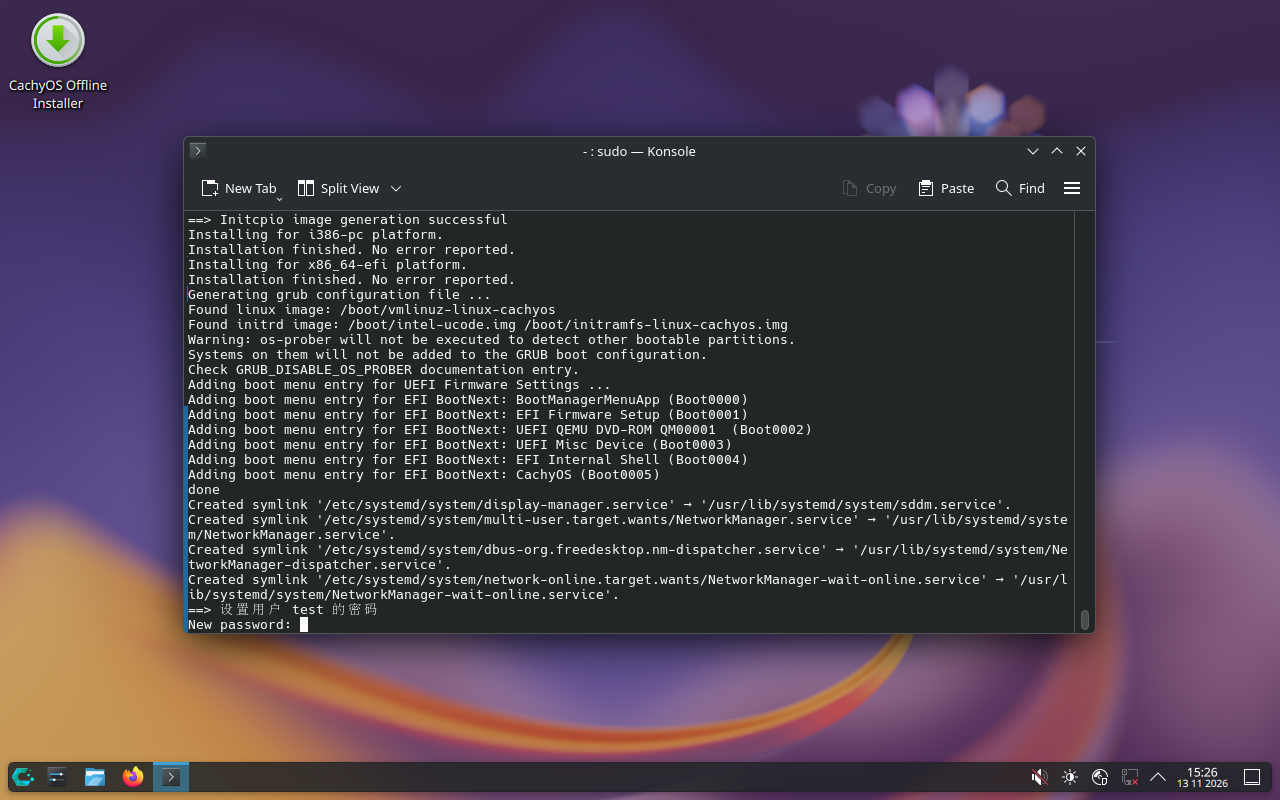 CachyOS Offline
Installer
- : sudo — Konsole
New Tab
Split View
Copy
Paste
Find
==> Initcpio image generation successful
Installing for i386-pc platform.
Installation finished. No error reported.
Installing for x86_64-efi platform.
Installation finished. No error reported.
Generating grub configuration file ...
Found linux image: /boot/vmlinuz-linux-cachyos
Found initrd image: /boot/intel-ucode.img /boot/initramfs-linux-cachyos.img
Warning: os-prober will not be executed to detect other bootable partitions.
Systems on them will not be added to the GRUB boot configuration.
Check GRUB_DISABLE_OS_PROBER documentation entry.
Adding boot menu entry for UEFI Firmware Settings ...
Adding boot menu entry for EFI BootNext: BootManagerMenuApp (Boot0000)
Adding boot menu entry for EFI BootNext: EFI Firmware Setup (Boot0001)
Adding boot menu entry for EFI BootNext: UEFI QEMU DVD-ROM QM00001  (Boot0002)
Adding boot menu entry for EFI BootNext: UEFI Misc Device (Boot0003)
Adding boot menu entry for EFI BootNext: EFI Internal Shell (Boot0004)
Adding boot menu entry for EFI BootNext: CachyOS (Boot0005)
done
Created symlink '/etc/systemd/system/display-manager.service' → '/usr/lib/systemd/system/sddm.service'.
Created symlink '/etc/systemd/system/multi-user.target.wants/NetworkManager.service' → '/usr/lib/systemd/syste
m/NetworkManager.service'.
Created symlink '/etc/systemd/system/dbus-org.freedesktop.nm-dispatcher.service' → '/usr/lib/systemd/system/Ne
tworkManager-dispatcher.service'.
Created symlink '/etc/systemd/system/network-online.target.wants/NetworkManager-wait-online.service' → '/usr/l
ib/systemd/system/NetworkManager-wait-online.service'.
==> 设置用户 test 的密码
New password:
15:26
13 11 2026